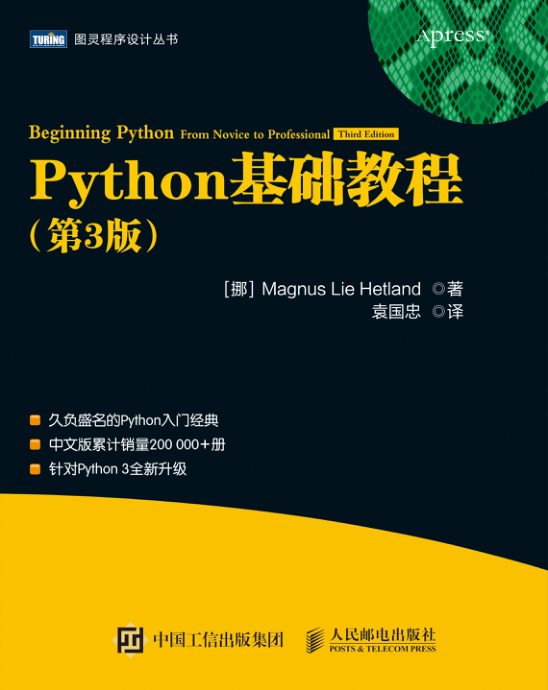 TURING 图灵程序设计丛书
Apress®
Beginning Python From Novice to Professional Third Edition
Python基础教程
（第3版）
[挪] Magnus Lie Hetland ◎著
袁国忠 ◎译
久负盛名的Python入门经典
中文版累计销量200 000+册
针对Python 3全新升级
中国工信出版集团
人民邮电出版社
POSTS & TELECOM PRESS